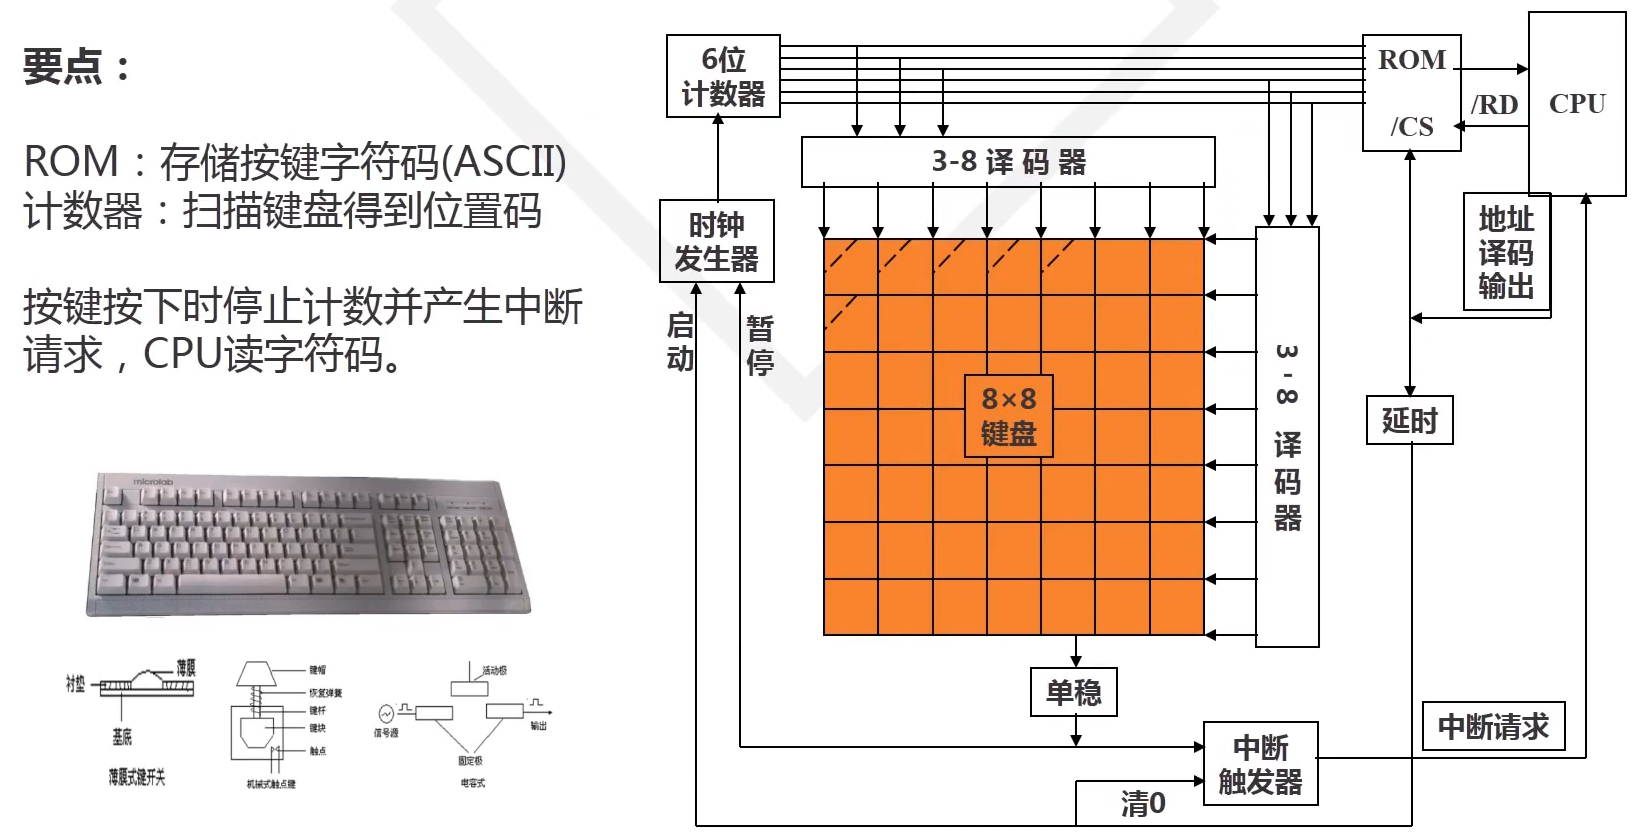 要点：
ROM：存储按键字符码(ASCII)
计数器：扫描键盘得到位置码
按键按下时停止计数并产生中断
请求，CPU读字符码。
6位
计数器
ROM
/CS
/RD
CPU
3-8 译 码 器
时钟
发生器
地址
译码
输出
启动
暂停
8×8
键盘
3-8 译码器
延时
单稳
中断请求
中断
触发器
清0
microlab
薄膜
衬垫
基底
薄膜式键开关
键帽
恢复弹簧
键杆
键块
触点
机械式触点键
活动极
信号源
输出
固定极
电容式